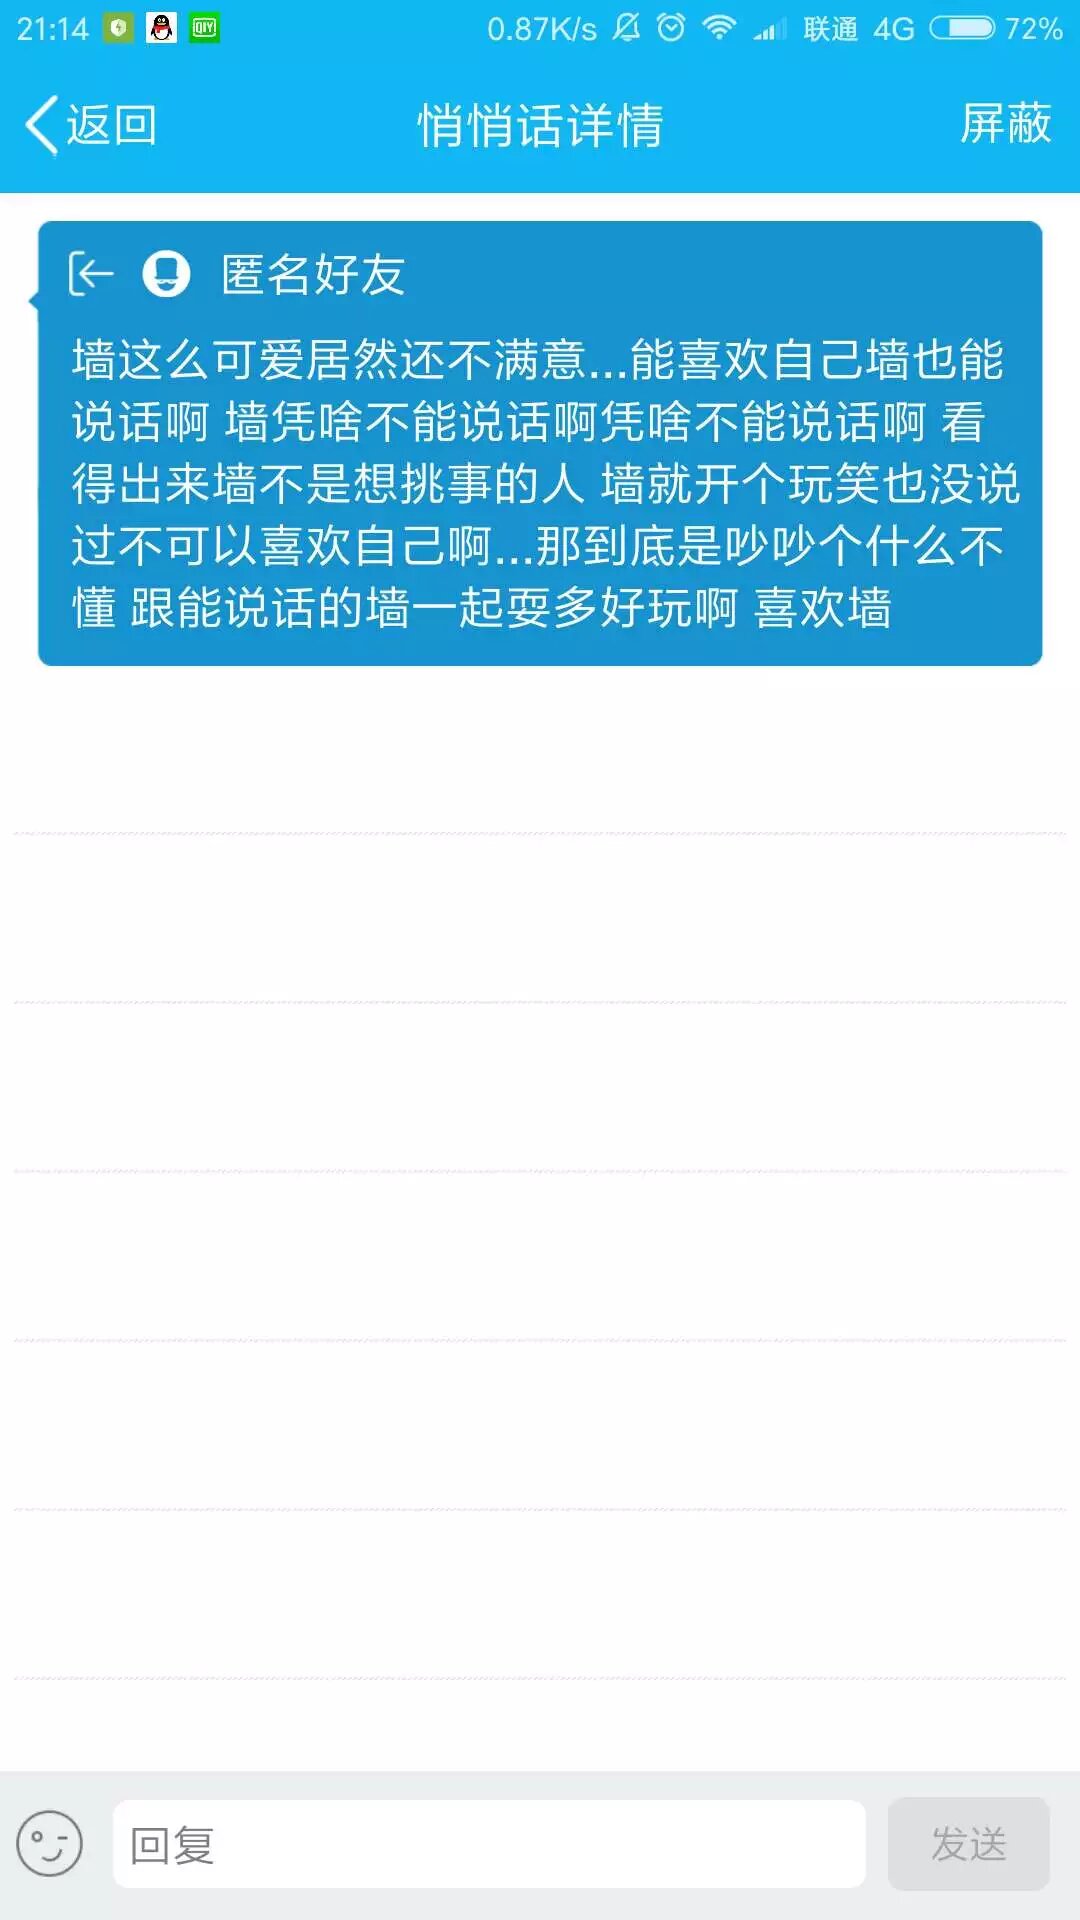 21:14 QIY 0.87K/s 联通 4G 72%
返回 悄悄话详情 屏蔽
匿名好友
墙这么可爱居然还不满意...能喜欢自己墙也能
说话啊 墙凭啥不能说话啊凭啥不能说话啊 看
得出来墙不是想挑事的人 墙就开个玩笑也没说
过不可以喜欢自己啊...那到底是吵吵个什么不
懂 跟能说话的墙一起耍多好玩啊 喜欢墙
回复 发送